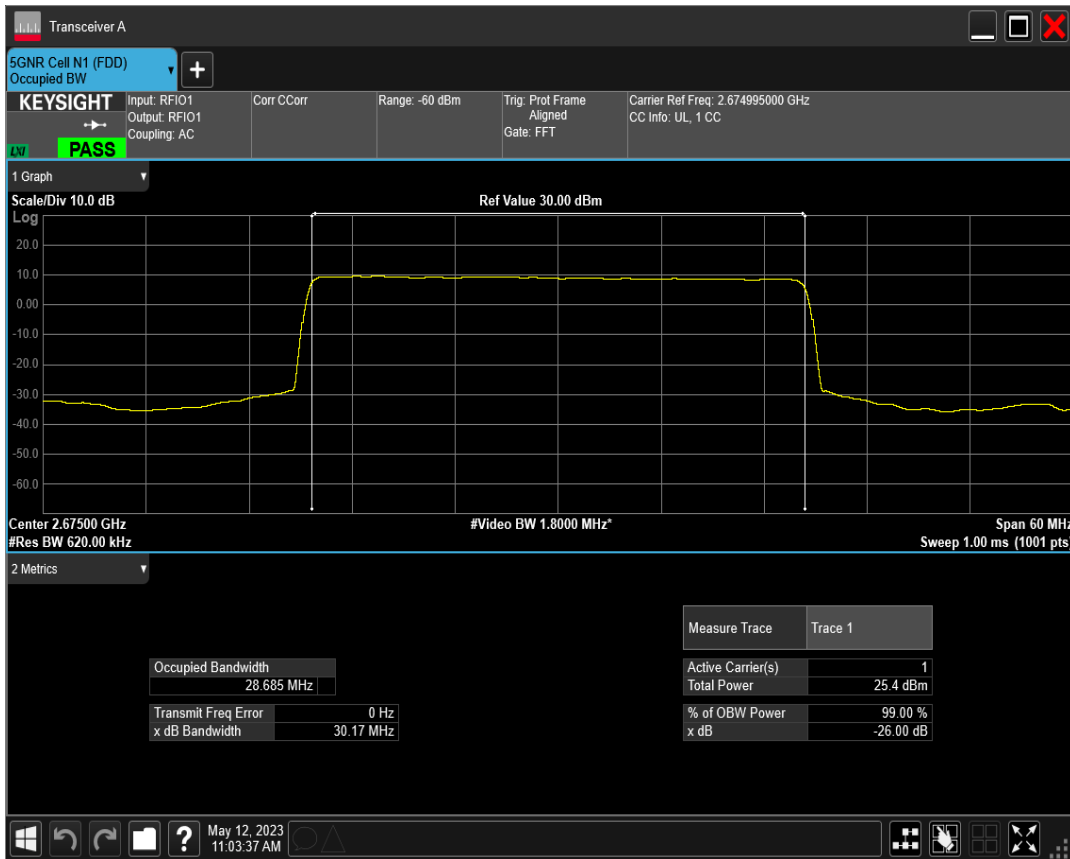 Transceiver A
5GNR Cell N1 (FDD)
Occupied BW
+
KEYSIGHT
LXI
PASS
Input: RFIO1
Output: RFIO1
Coupling: AC
Corr CCorr
Range: -60 dBm
Trig: Prot Frame
Aligned
Gate: FFT
Carrier Ref Freq: 2.674995000 GHz
CC Info: UL, 1 CC
1 Graph
Scale/Div 10.0 dB
Ref Value 30.00 dBm
Log
20.0
10.0
0.00
-10.0
-20.0
-30.0
-40.0
-50.0
-60.0
Center 2.67500 GHz
#Video BW 1.8000 MHz*
Span 60 MHz
#Res BW 620.00 kHz
Sweep 1.00 ms (1001 pts)
2 Metrics
Measure Trace Trace 1
Occupied Bandwidth
28.685 MHz
Active Carrier(s) 1
Total Power 25.4 dBm
Transmit Freq Error 0 Hz
x dB Bandwidth 30.17 MHz
% of OBW Power 99.00 %
x dB -26.00 dB
?
May 12, 2023
11:03:37 AM